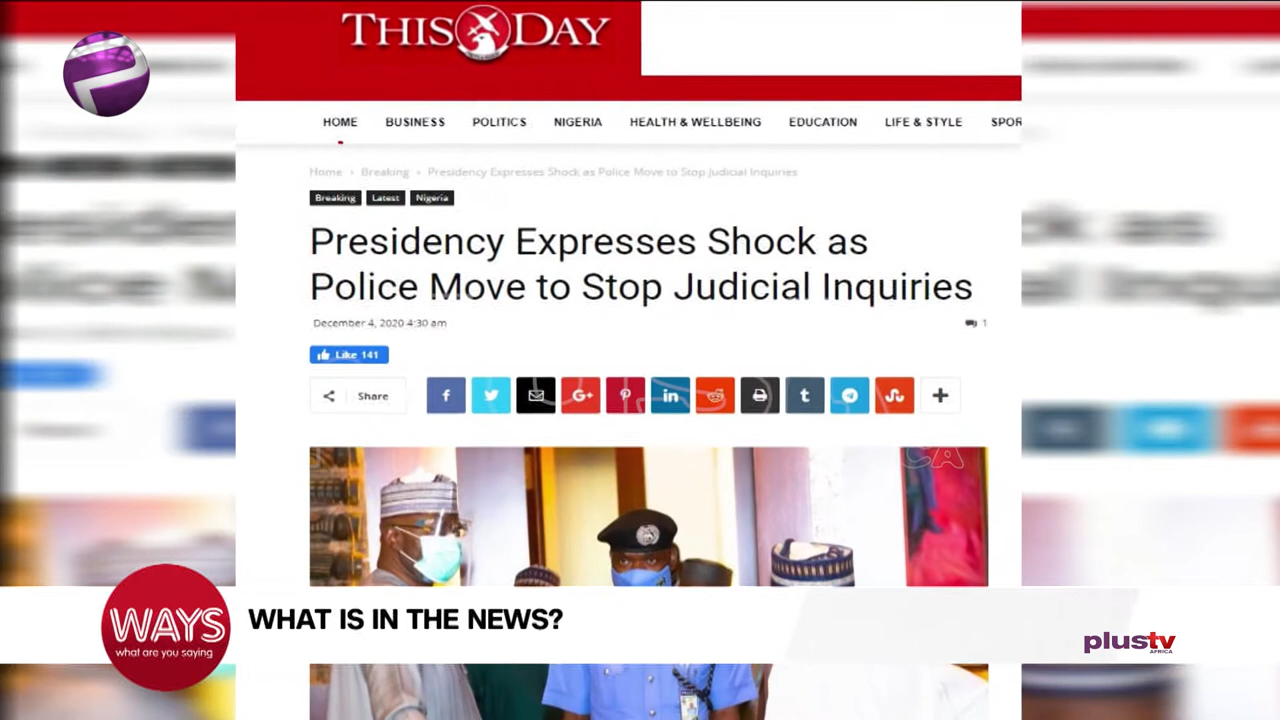 THISDAY
HOME BUSINESS POLITICS NIGERIA HEALTH & WELLBEING EDUCATION LIFE & STYLE SPOR
Home › Breaking › Presidency Expresses Shock as Police Move to Stop Judicial Inquiries
Breaking Latest Nigeria
Presidency Expresses Shock as
Police Move to Stop Judicial Inquiries
December 4, 2020 4:30 am 1
Like 141
Share
CA
WAYS
what are you saying
WHAT IS IN THE NEWS?
plustv
AFRICA